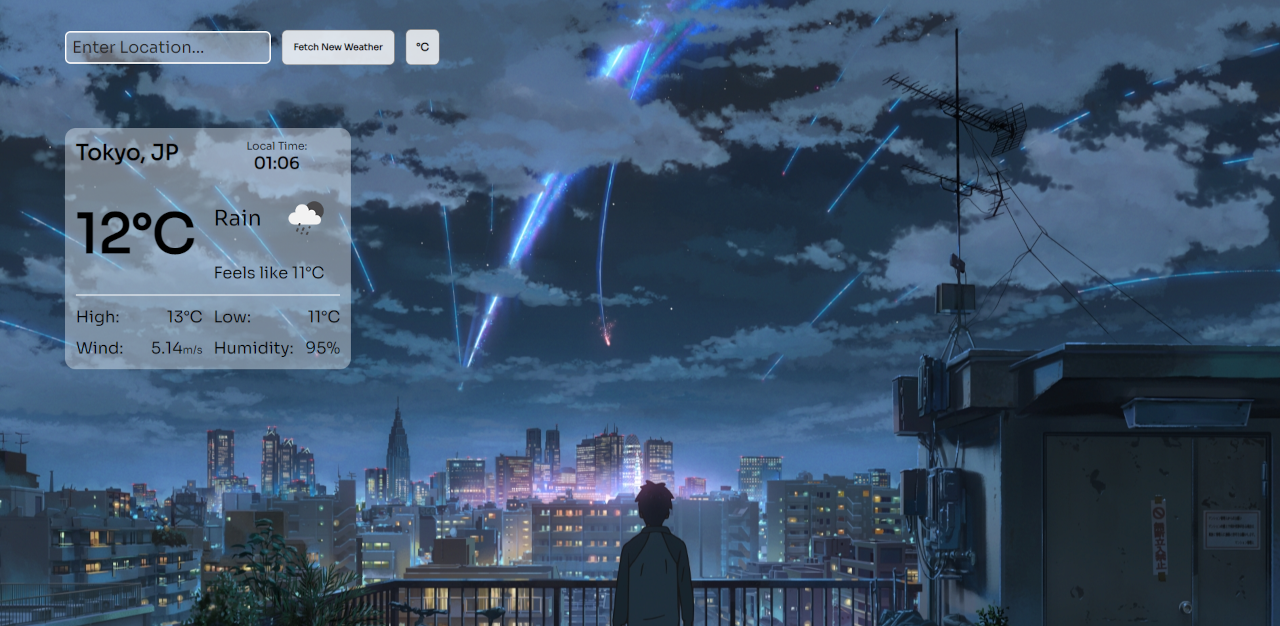 Enter Location...
Fetch New Weather
°C
Tokyo, JP
Local Time:
01:06
12°C
Rain
Feels like 11°C
High: 13°C Low: 11°C
Wind: 5.14m/s Humidity: 95%